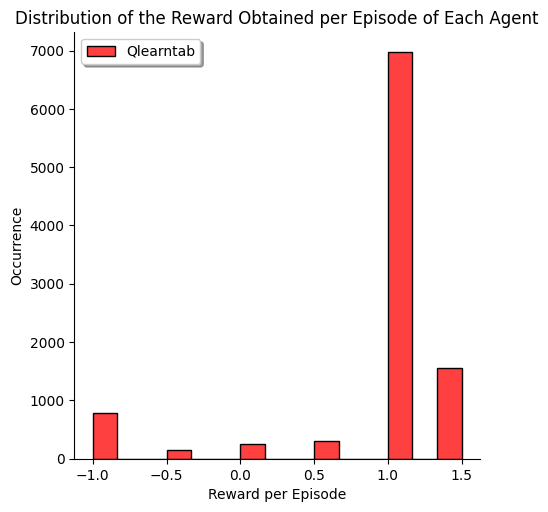 Distribution of the Reward Obtained per Episode of Each Agent
Qlearntab
7000
6000
5000
4000
3000
2000
1000
0
Occurrence
−1.0 −0.5 0.0 0.5 1.0 1.5
Reward per Episode